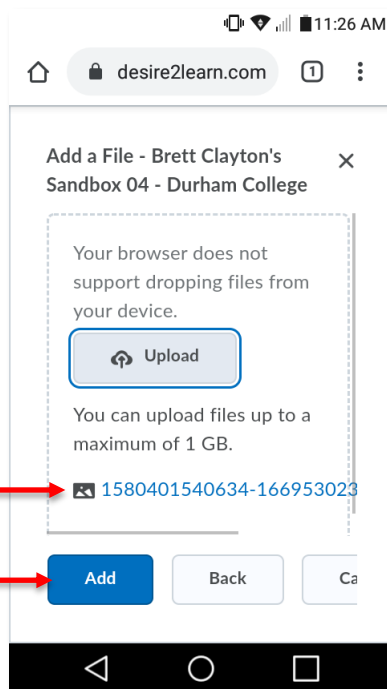 11:26 AM
desire2learn.com 1
Add a File - Brett Clayton's
Sandbox 04 - Durham College
Your browser does not
support dropping files from
your device.
Upload
You can upload files up to a
maximum of 1 GB.
1580401540634-166953023
Add Back Ca